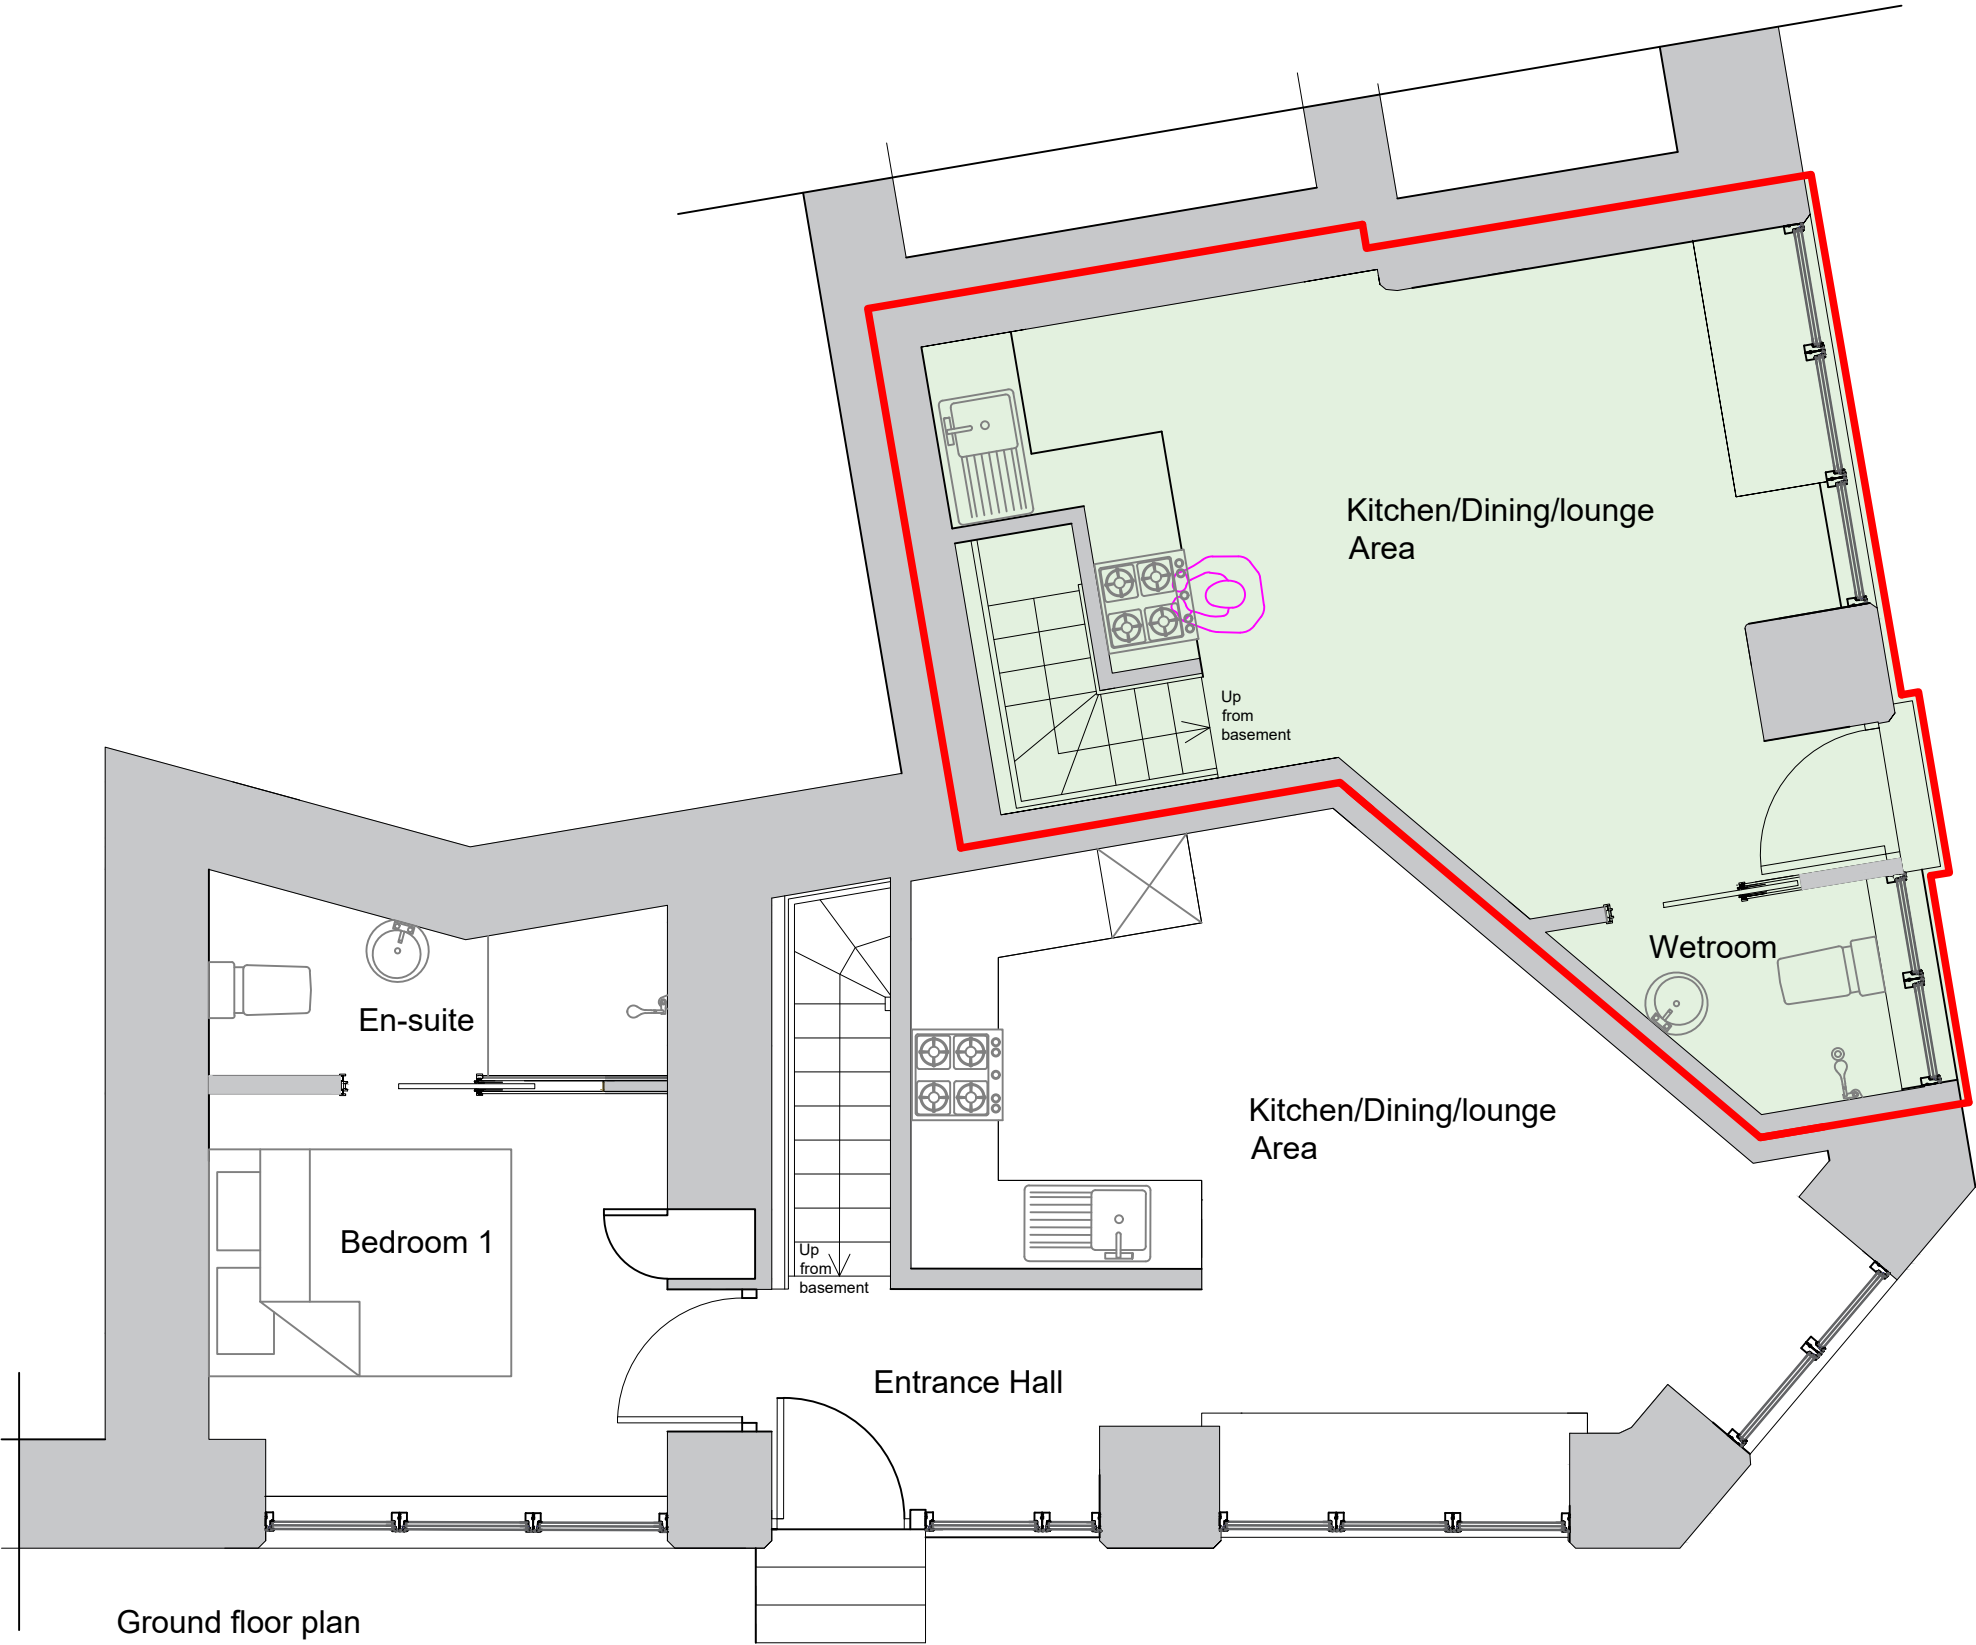 Kitchen/Dining/lounge
Area
Up
from
basement
Wetroom
En-suite
Kitchen/Dining/lounge
Area
Bedroom 1
Up
from
basement
Entrance Hall
Ground floor plan